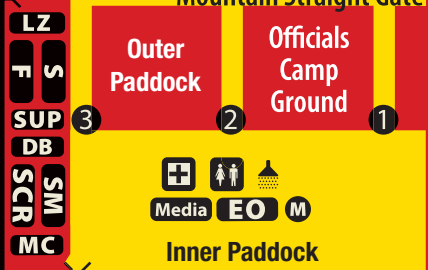 Mountain Straight Gate
LZ
F S
SUP
DB
SCR SM
MC
Outer
Paddock
Officials
Camp
Ground
3 2 1
Media EO M
Inner Paddock